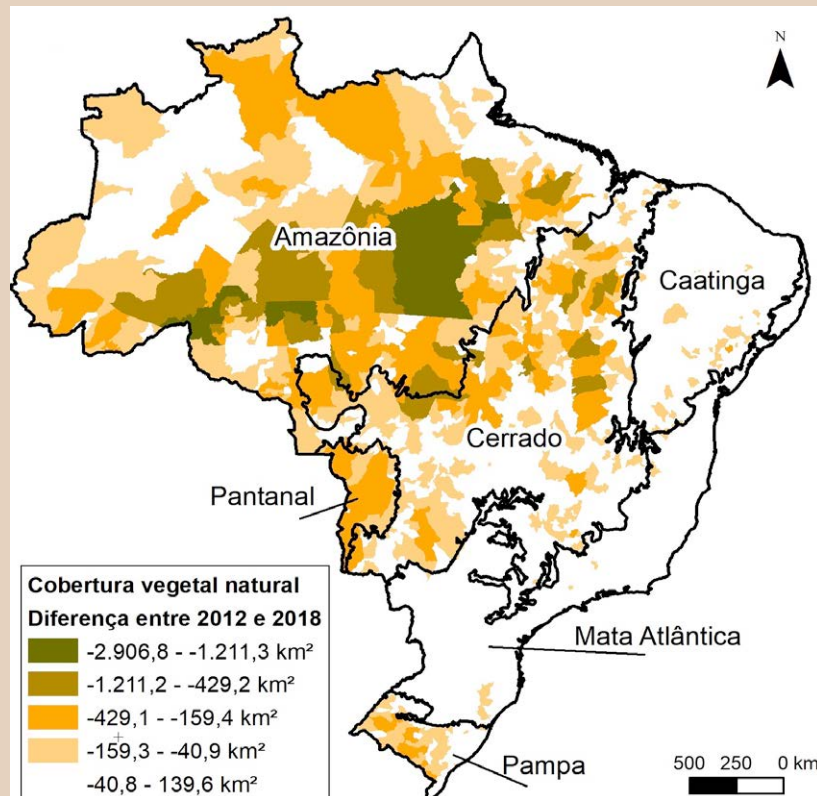 N
Amazônia
Caatinga
Cerrado
Pantanal
Cobertura vegetal natural
Diferença entre 2012 e 2018
-2.906,8 - -1.211,3 km²
-1.211,2 - -429,2 km²
-429,1 - -159,4 km²
-159,3 - -40,9 km²
-40,8 - 139,6 km²
Mata Atlântica
Pampa
500 250 0 km